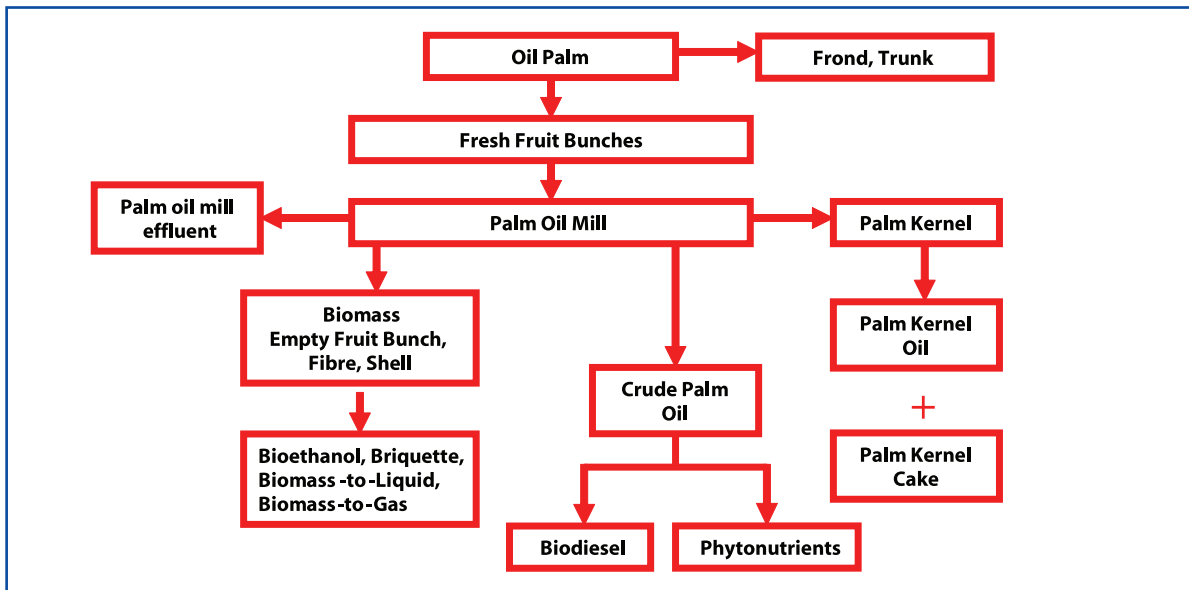 Oil Palm
Frond, Trunk
Fresh Fruit Bunches
Palm oil mill
effluent
Palm Oil Mill
Palm Kernel
Biomass
Empty Fruit Bunch,
Fibre, Shell
Palm Kernel
Oil
Crude Palm
Oil
+
Palm Kernel
Cake
Bioethanol, Briquette,
Biomass-to-Liquid,
Biomass-to-Gas
Biodiesel
Phytonutrients